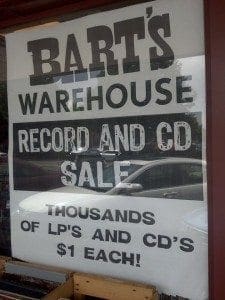 BART'S
WAREHOUSE
RECORD AND CD
SALE
THOUSANDS
OF LP'S AND CD'S
$1 EACH!